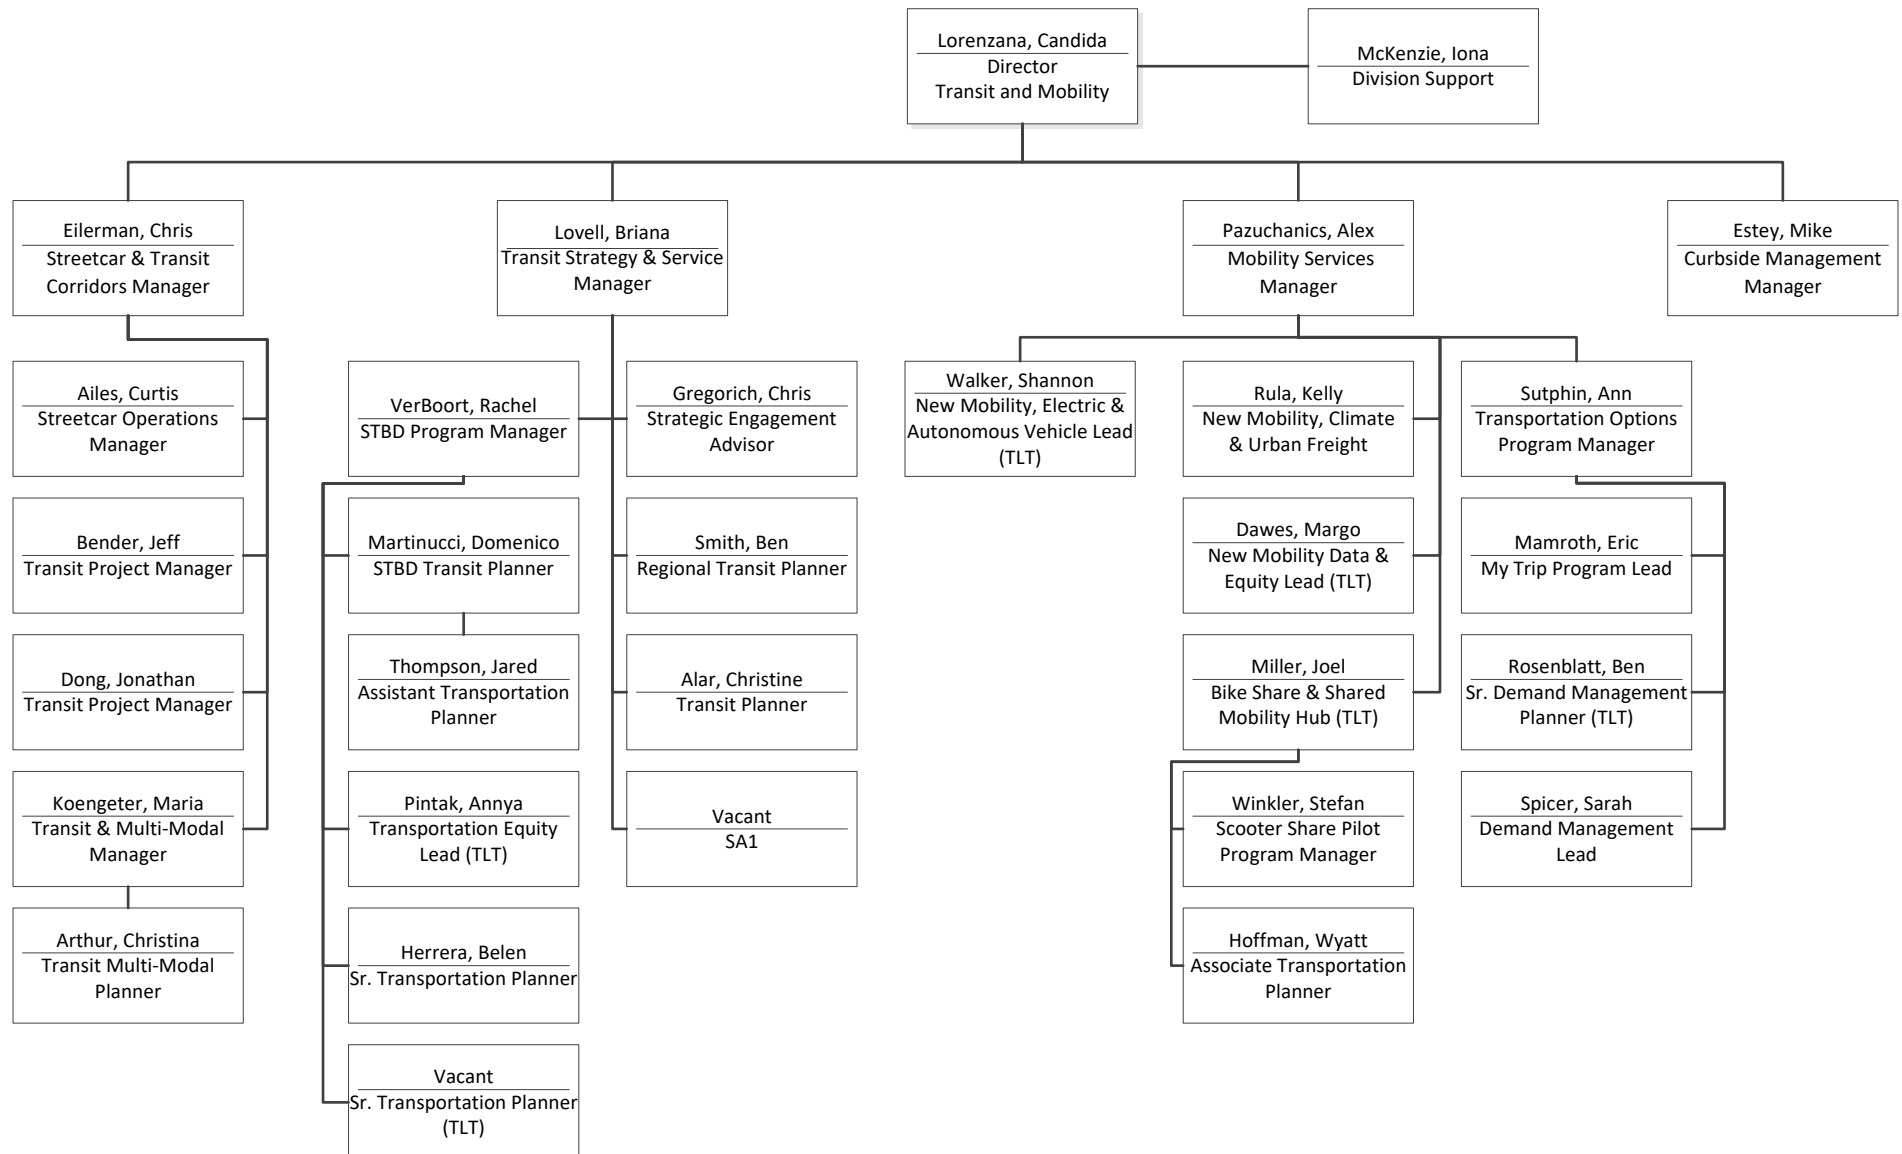 Lorenzana, Candida
Director
Transit and Mobility
McKenzie, Iona
Division Support
Eilerman, Chris
Streetcar & Transit
Corridors Manager
Lovell, Briana
Transit Strategy & Service
Manager
Pazuchanics, Alex
Mobility Services
Manager
Estey, Mike
Curbside Management
Manager
Ailes, Curtis
Streetcar Operations
Manager
Bender, Jeff
Transit Project Manager
Dong, Jonathan
Transit Project Manager
Koengeter, Maria
Transit & Multi-Modal
Manager
Arthur, Christina
Transit Multi-Modal
Planner
VerBoort, Rachel
STBD Program Manager
Martinucci, Domenico
STBD Transit Planner
Thompson, Jared
Assistant Transportation
Planner
Pintak, Annya
Transportation Equity
Lead (TLT)
Herrera, Belen
Sr. Transportation Planner
Vacant
Sr. Transportation Planner
(TLT)
Gregorich, Chris
Strategic Engagement
Advisor
Smith, Ben
Regional Transit Planner
Alar, Christine
Transit Planner
Vacant
SA1
Walker, Shannon
New Mobility, Electric &
Autonomous Vehicle Lead
(TLT)
Rula, Kelly
New Mobility, Climate
& Urban Freight
Dawes, Margo
New Mobility Data &
Equity Lead (TLT)
Miller, Joel
Bike Share & Shared
Mobility Hub (TLT)
Winkler, Stefan
Scooter Share Pilot
Program Manager
Hoffman, Wyatt
Associate Transportation
Planner
Sutphin, Ann
Transportation Options
Program Manager
Mamroth, Eric
My Trip Program Lead
Rosenblatt, Ben
Sr. Demand Management
Planner (TLT)
Spicer, Sarah
Demand Management
Lead